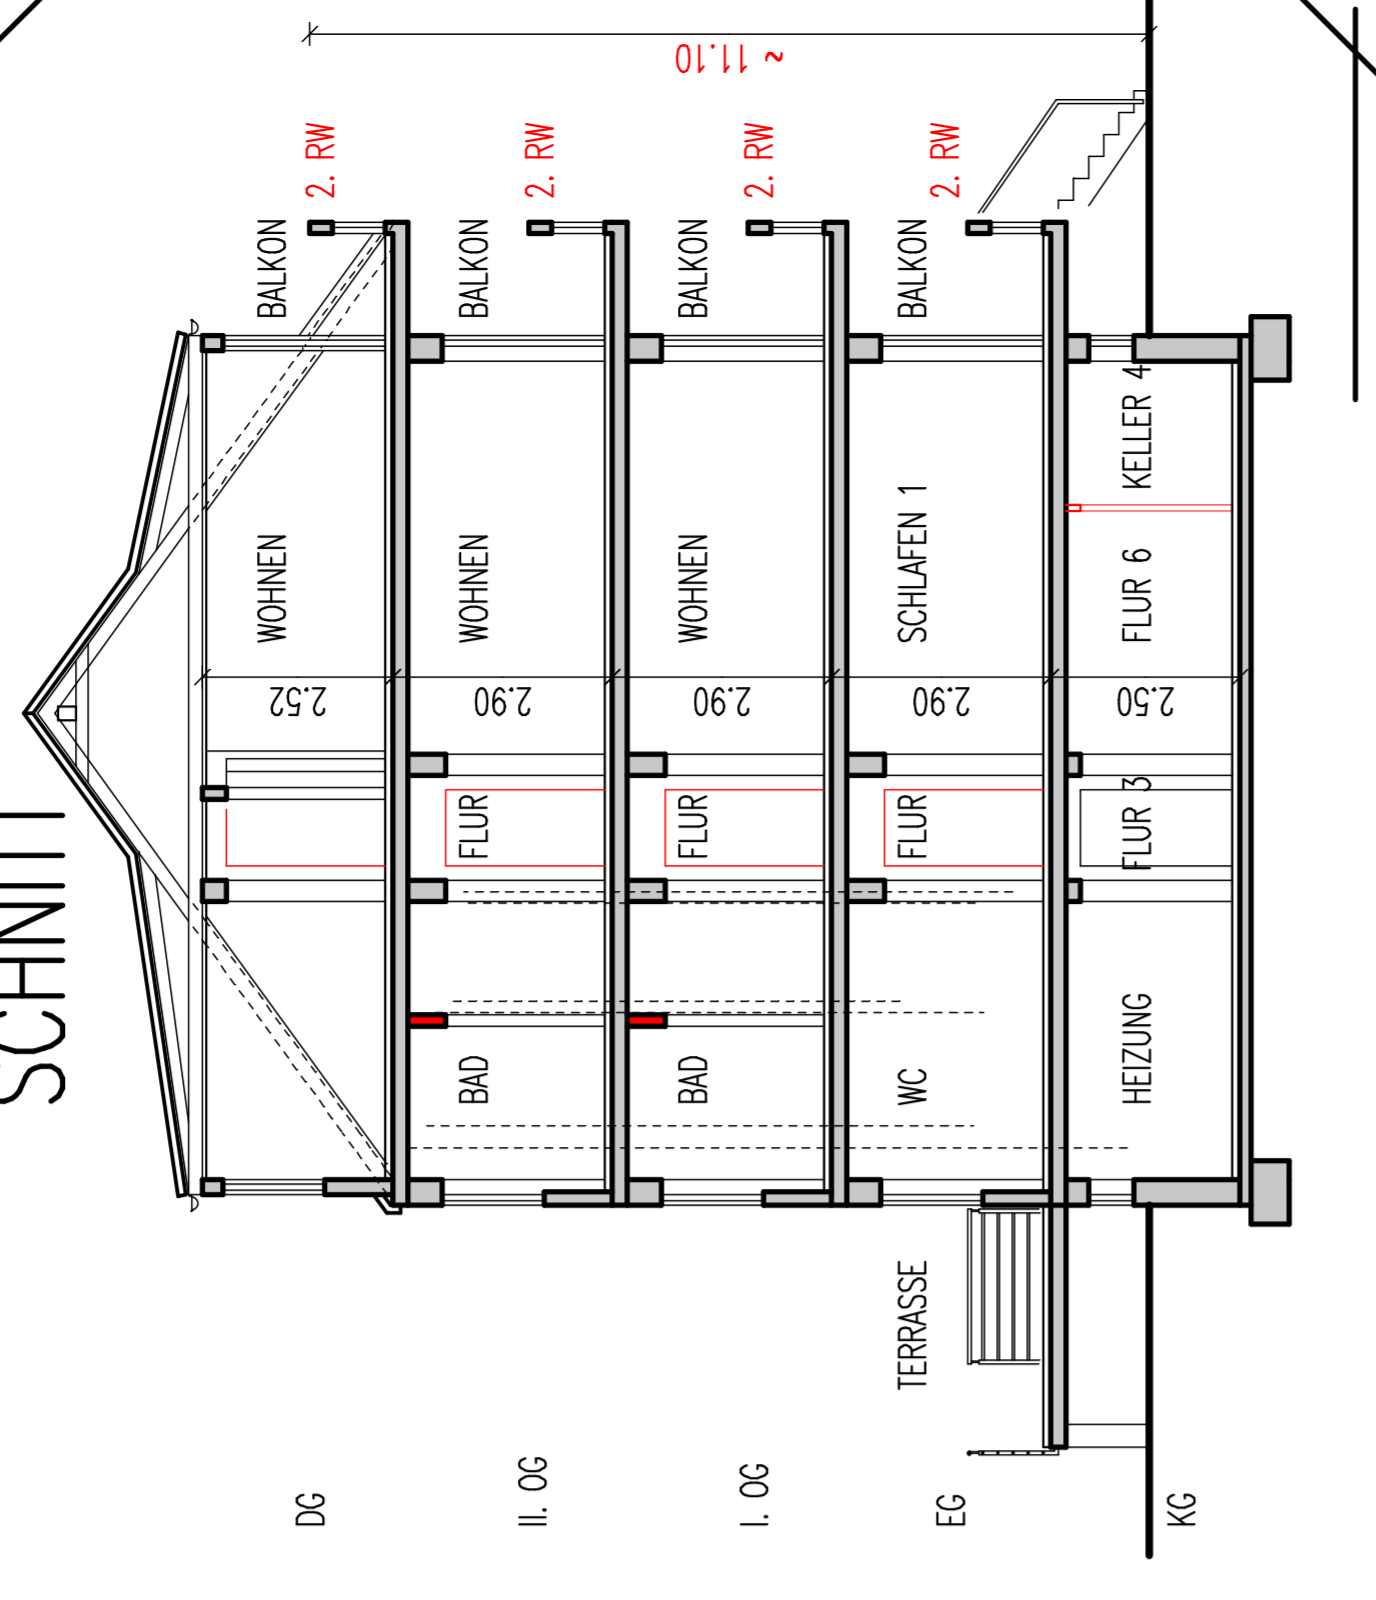 SCHNITT
DG
WOHNEN
BALKON
2. RW
2.52
II. OG
BAD
FLUR
WOHNEN
BALKON
2. RW
2.90
I. OG
BAD
FLUR
WOHNEN
BALKON
2. RW
2.90
EG
TERRASSE
WC
FLUR
SCHLAFEN 1
BALKON
2. RW
2.90
KG
HEIZUNG
FLUR 3
FLUR 6
KELLER 4
2.50
~ 11.10